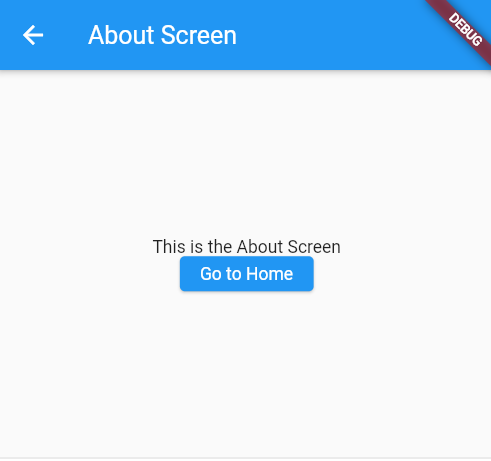 About Screen
DEBUG
This is the About Screen
Go to Home